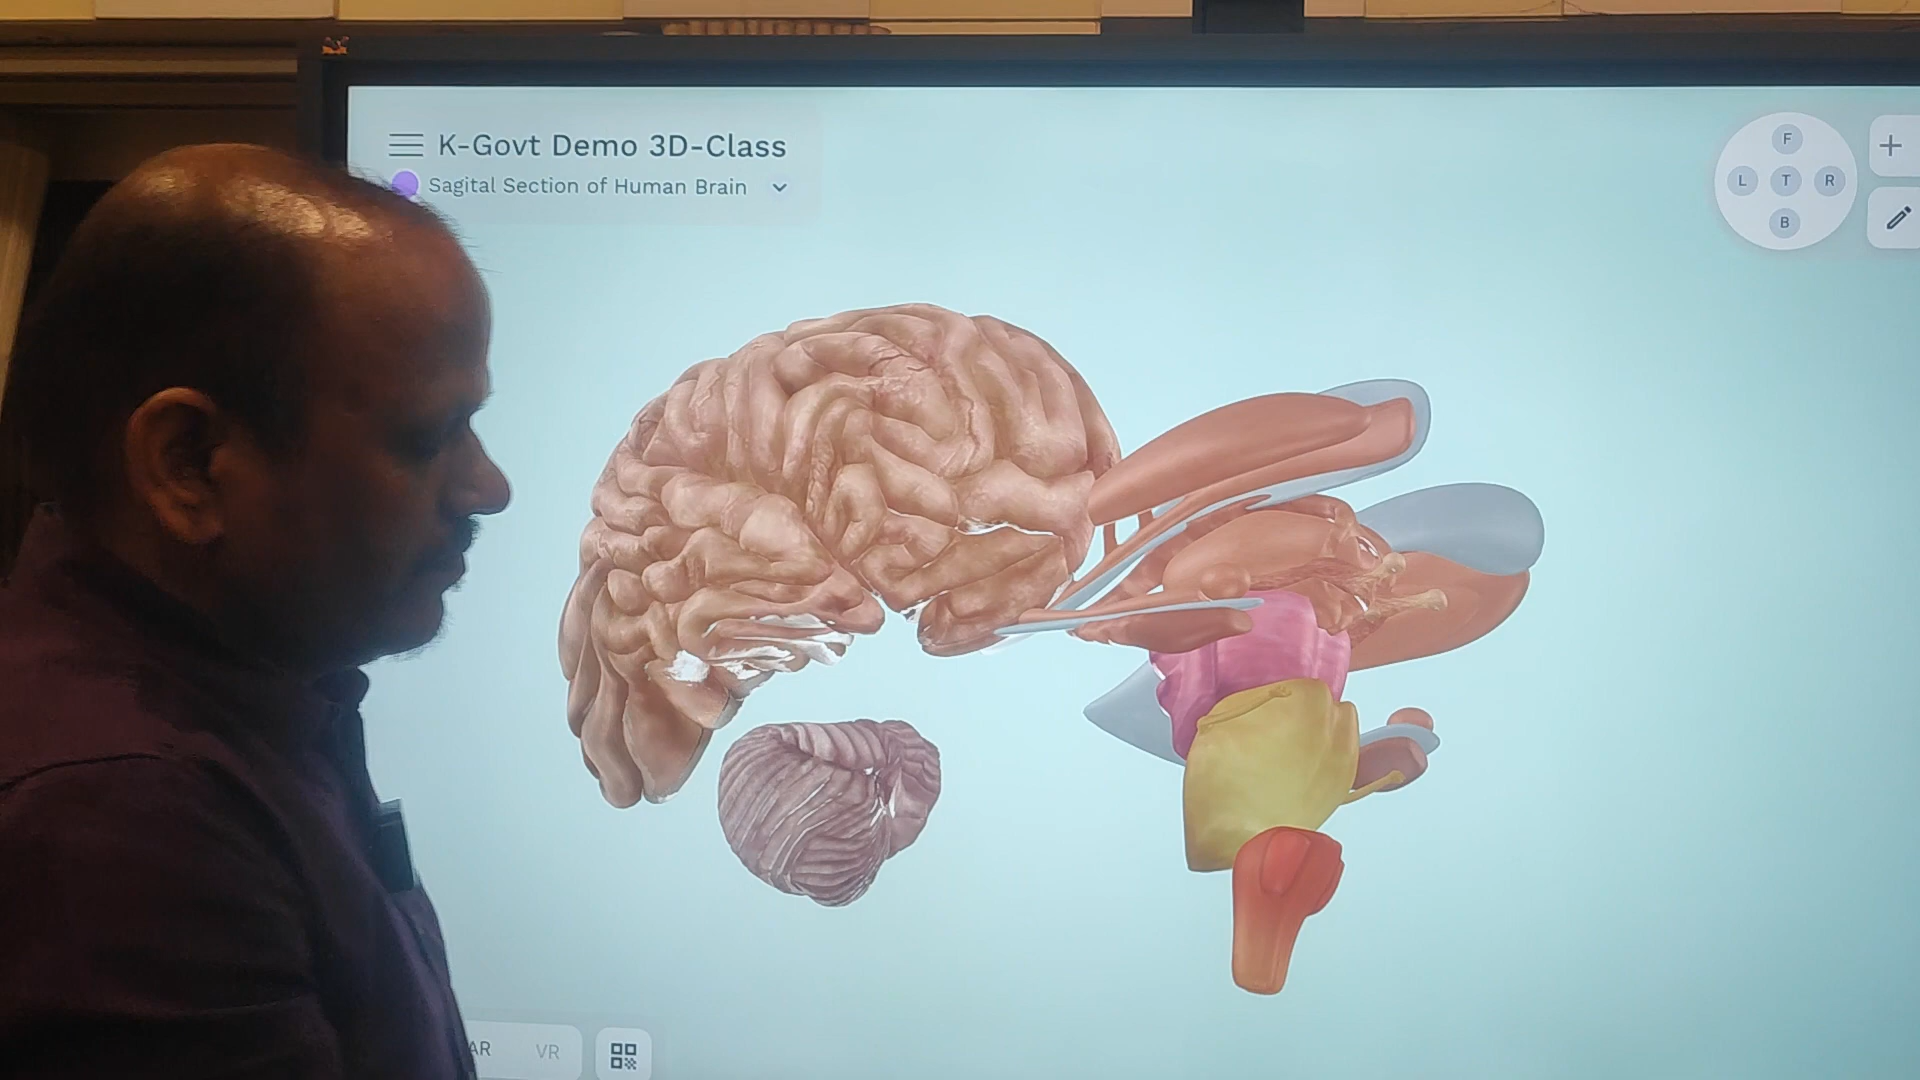 K-Govt Demo 3D-Class
Sagital Section of Human Brain
F
L T R
B
AR VR